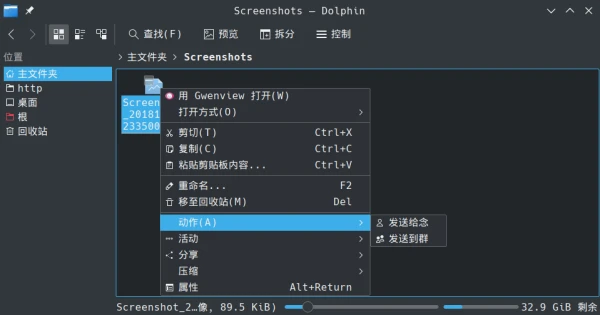 Screenshots — Dolphin
查找(F) 预览 拆分 控制
位置
主文件夹
http
桌面
根
回收站
主文件夹 > Screenshots
Screen
_20181
233500
用 Gwenview 打开(W)
打开方式(O)
剪切(T) Ctrl+X
复制(C) Ctrl+C
粘贴剪贴板内容... Ctrl+V
重命名... F2
移至回收站(M) Del
动作(A)
活动
分享
压缩
属性 Alt+Return
发送给念
发送到群
Screenshot_2…像, 89.5 KiB)
32.9 GiB 剩余